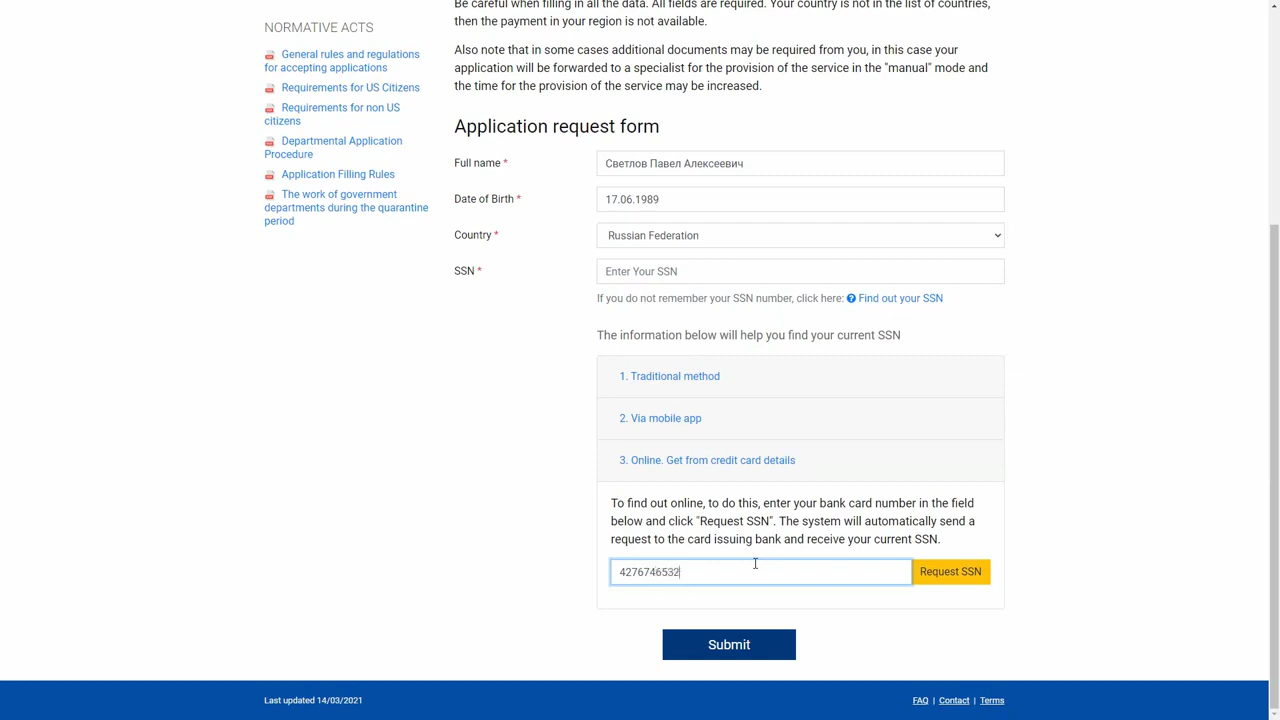 Be careful when filling in all the data. All fields are required. Your country is not in the list of countries,
then the payment in your region is not available.
Also note that in some cases additional documents may be required from you, in this case your
application will be forwarded to a specialist for the provision of the service in the "manual" mode and
the time for the provision of the service may be increased.
NORMATIVE ACTS
General rules and regulations
for accepting applications
Requirements for US Citizens
Requirements for non US
citizens
Departmental Application
Procedure
Application Filling Rules
The work of government
departments during the quarantine
period
Application request form
Full name *
Светлов Павел Алексеевич
Date of Birth *
17.06.1989
Country *
Russian Federation
SSN *
Enter Your SSN
If you do not remember your SSN number, click here: Find out your SSN
The information below will help you find your current SSN
1. Traditional method
2. Via mobile app
3. Online. Get from credit card details
To find out online, to do this, enter your bank card number in the field
below and click "Request SSN". The system will automatically send a
request to the card issuing bank and receive your current SSN.
4276746532
Request SSN
Submit
Last updated 14/03/2021
FAQ | Contact | Terms